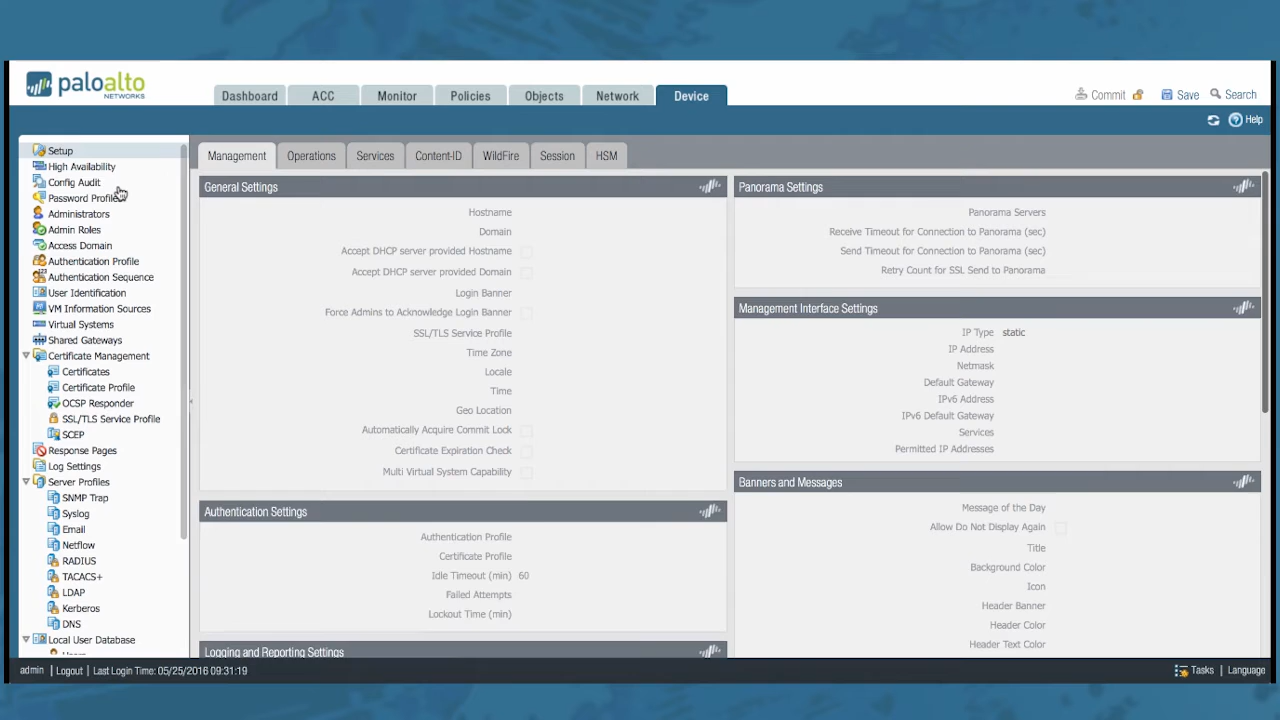 paloalto
NETWORKS
Dashboard
ACC
Monitor
Policies
Objects
Network
Device
Commit
Save
Search
Help
Setup
High Availability
Config Audit
Password Profiles
Administrators
Admin Roles
Access Domain
Authentication Profile
Authentication Sequence
User Identification
VM Information Sources
Virtual Systems
Shared Gateways
Certificate Management
Certificates
Certificate Profile
OCSP Responder
SSL/TLS Service Profile
SCEP
Response Pages
Log Settings
Server Profiles
SNMP Trap
Syslog
Email
Netflow
RADIUS
TACACS+
LDAP
Kerberos
DNS
Local User Database
Management
Operations
Services
Content-ID
WildFire
Session
HSM
General Settings
Hostname
Domain
Accept DHCP server provided Hostname
Accept DHCP server provided Domain
Login Banner
Force Admins to Acknowledge Login Banner
SSL/TLS Service Profile
Time Zone
Locale
Time
Geo Location
Automatically Acquire Commit Lock
Certificate Expiration Check
Multi Virtual System Capability
Authentication Settings
Authentication Profile
Certificate Profile
Idle Timeout (min) 60
Failed Attempts
Lockout Time (min)
Logging and Reporting Settings
Panorama Settings
Panorama Servers
Receive Timeout for Connection to Panorama (sec)
Send Timeout for Connection to Panorama (sec)
Retry Count for SSL Send to Panorama
Management Interface Settings
IP Type static
IP Address
Netmask
Default Gateway
IPv6 Address
IPv6 Default Gateway
Services
Permitted IP Addresses
Banners and Messages
Message of the Day
Allow Do Not Display Again
Title
Background Color
Icon
Header Banner
Header Color
Header Text Color
admin | Logout | Last Login Time: 05/25/2016 09:31:19
Tasks | Language